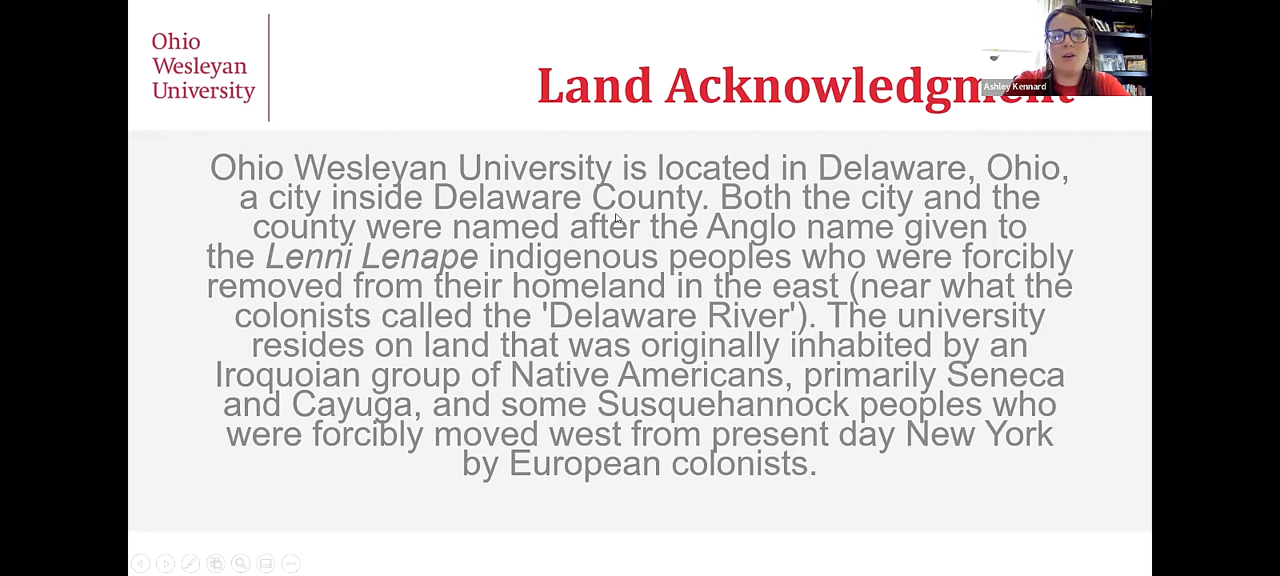 Ohio
Wesleyan
University
Land Acknowledgment
Ashley Kennard
Ohio Wesleyan University is located in Delaware, Ohio,
a city inside Delaware County. Both the city and the
county were named after the Anglo name given to
the Lenni Lenape indigenous peoples who were forcibly
removed from their homeland in the east (near what the
colonists called the 'Delaware River'). The university
resides on land that was originally inhabited by an
Iroquoian group of Native Americans, primarily Seneca
and Cayuga, and some Susquehannock peoples who
were forcibly moved west from present day New York
by European colonists.